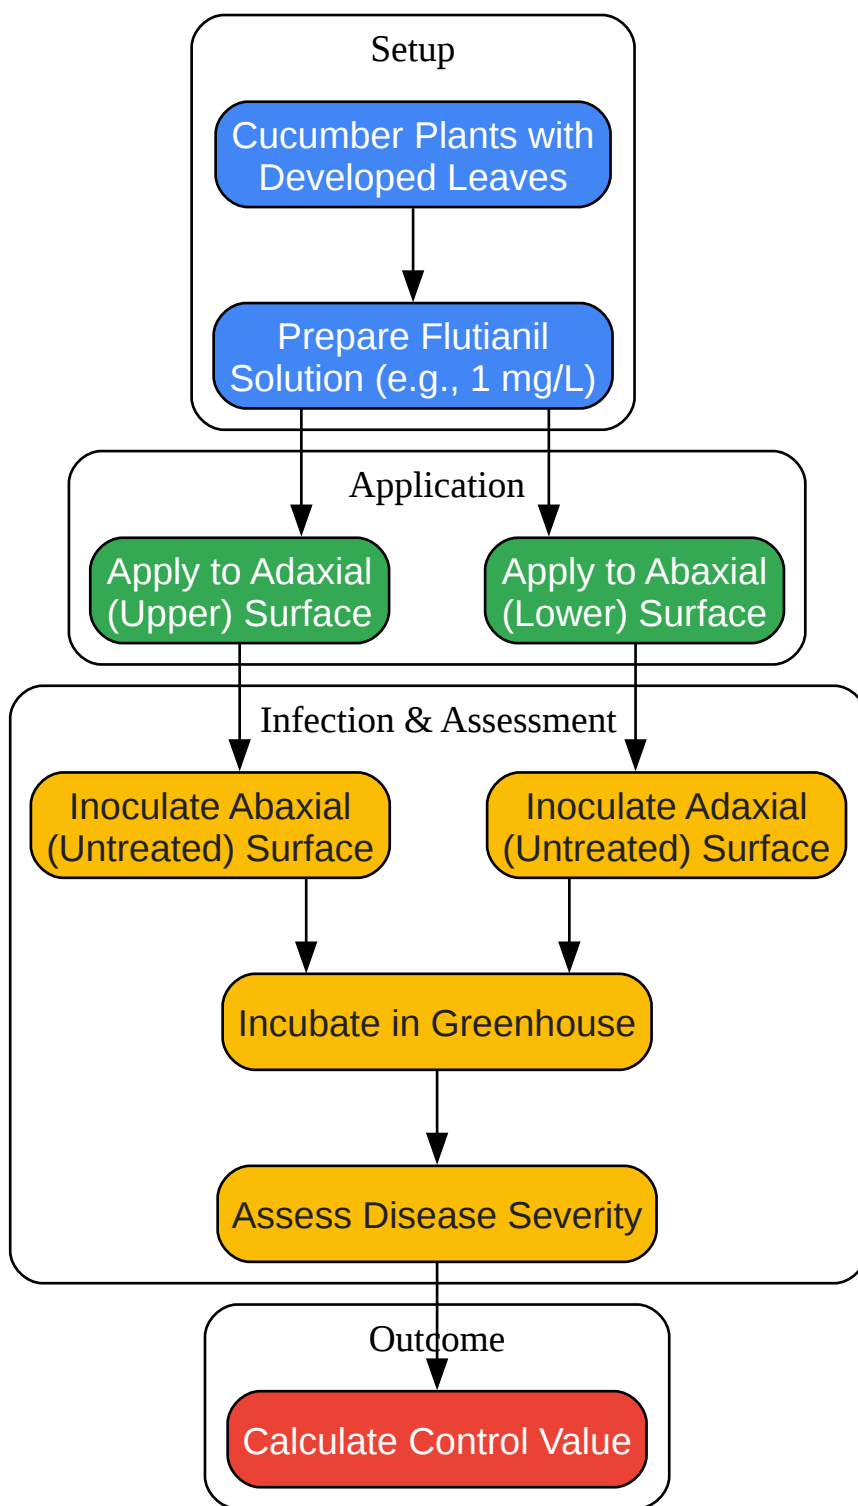 Setup
Cucumber Plants with
Developed Leaves
Prepare Flutianil
Solution (e.g., 1 mg/L)
Application
Apply to Adaxial
(Upper) Surface
Apply to Abaxial
(Lower) Surface
Infection & Assessment
Inoculate Abaxial
(Untreated) Surface
Inoculate Adaxial
(Untreated) Surface
Incubate in Greenhouse
Assess Disease Severity
Outcome
Calculate Control Value